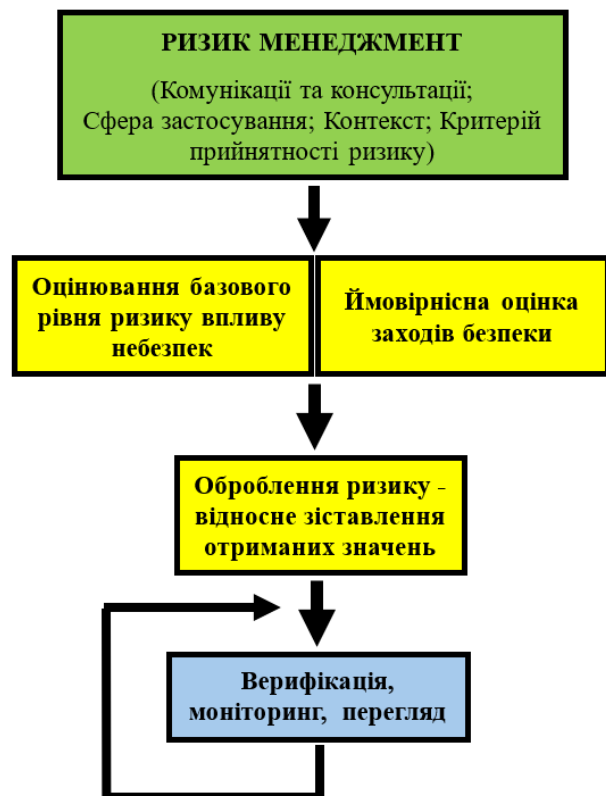 РИЗИК МЕНЕДЖМЕНТ
(Комунікації та консультації;
Сфера застосування; Контекст; Критерій
прийнятності ризику)
Оцінювання базового
рівня ризику впливу
небезпек
Ймовірнісна оцінка
заходів безпеки
Оброблення ризику -
відносне зіставлення
отриманих значень
Верифікація,
моніторинг, перегляд